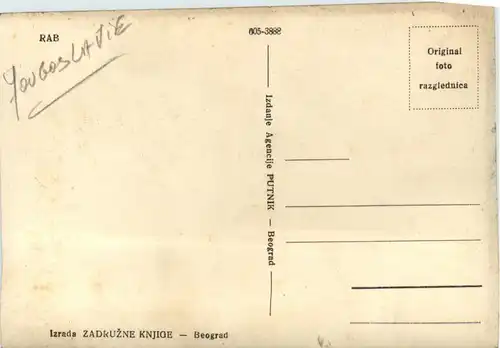 RAB
YOUGOSLAVIE
605-3888
Original
foto
razglednica
Izdanje Agencije PUTNIK — Beograd
Izrada ZADRUŽNE KNJIGE — Beograd